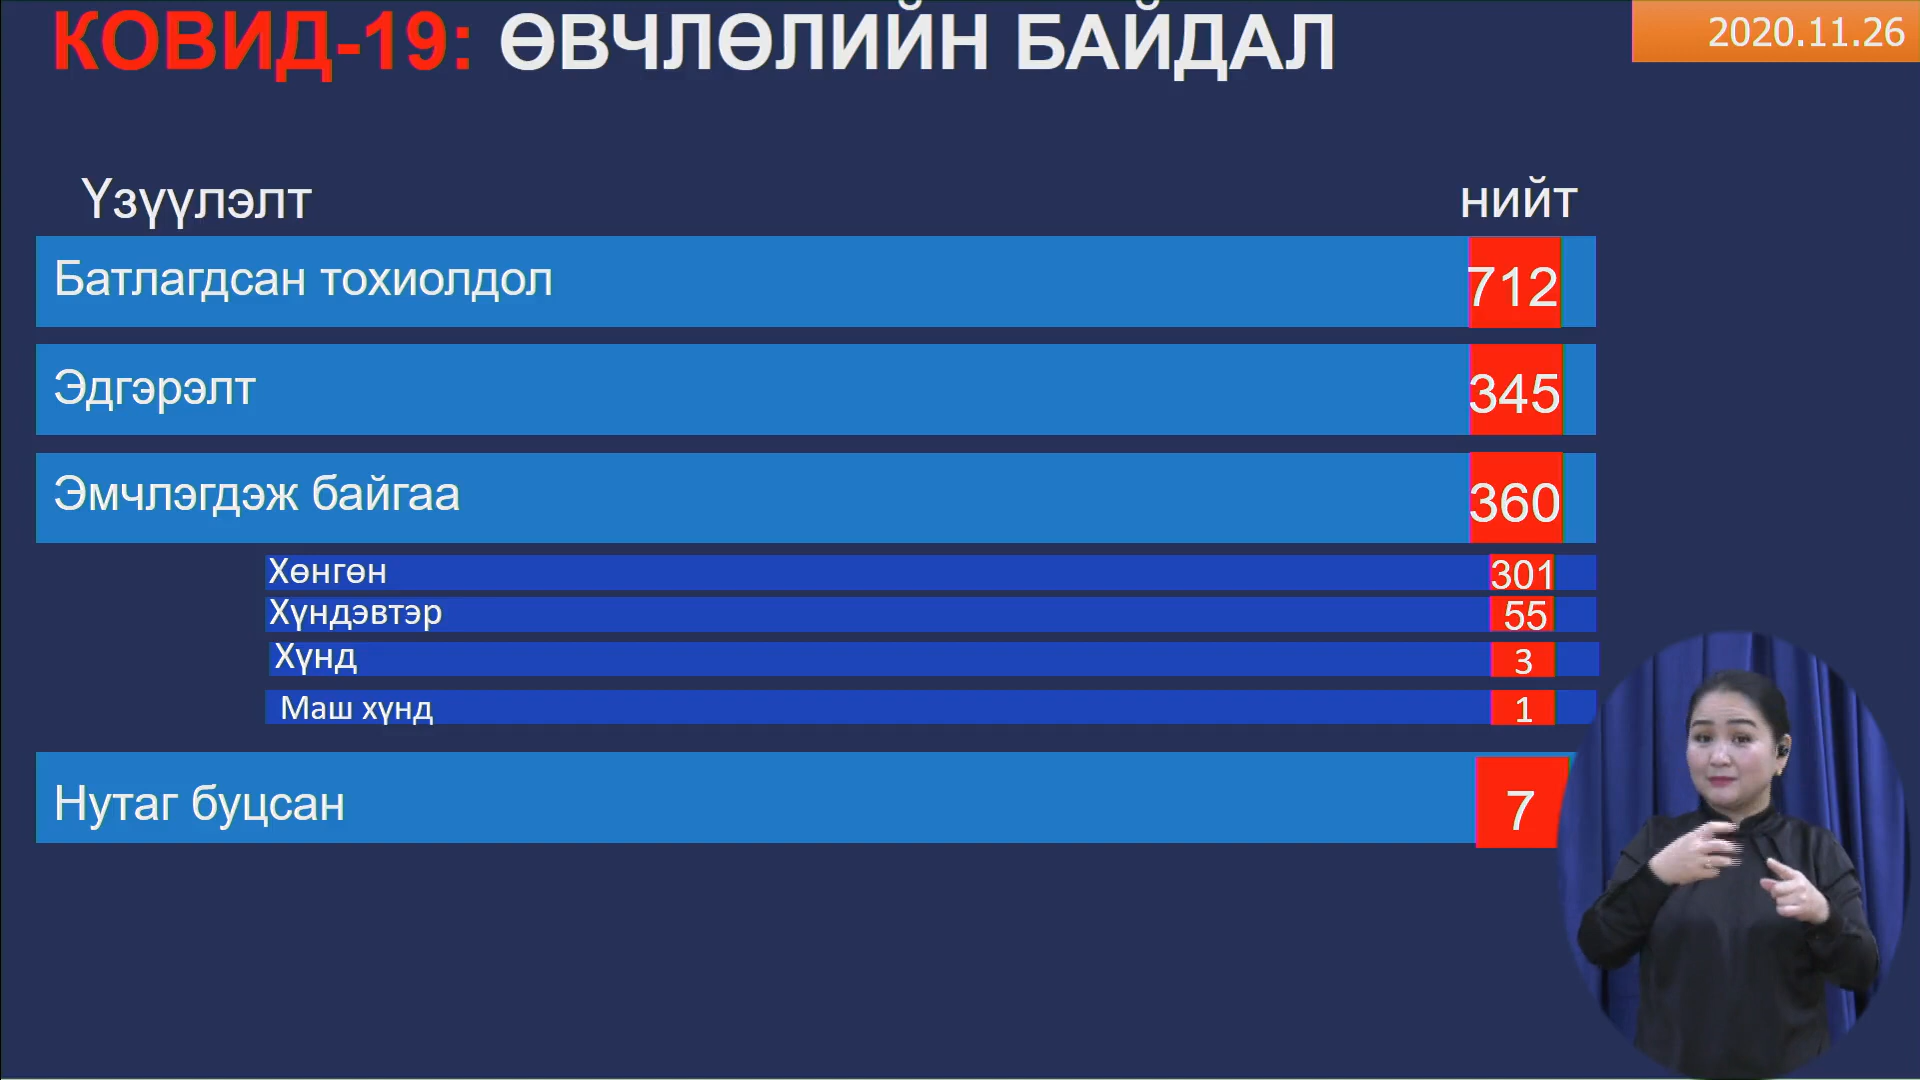 КОВИД-19: ӨВЧЛӨЛИЙН БАЙДАЛ
2020.11.26
Үзүүлэлт нийт
Батлагдсан тохиолдол 712
Эдгэрэлт 345
Эмчлэгдэж байгаа 360
Хөнгөн 301
Хүндэвтэр 55
Хүнд 3
Маш хүнд 1
Нутаг буцсан 7